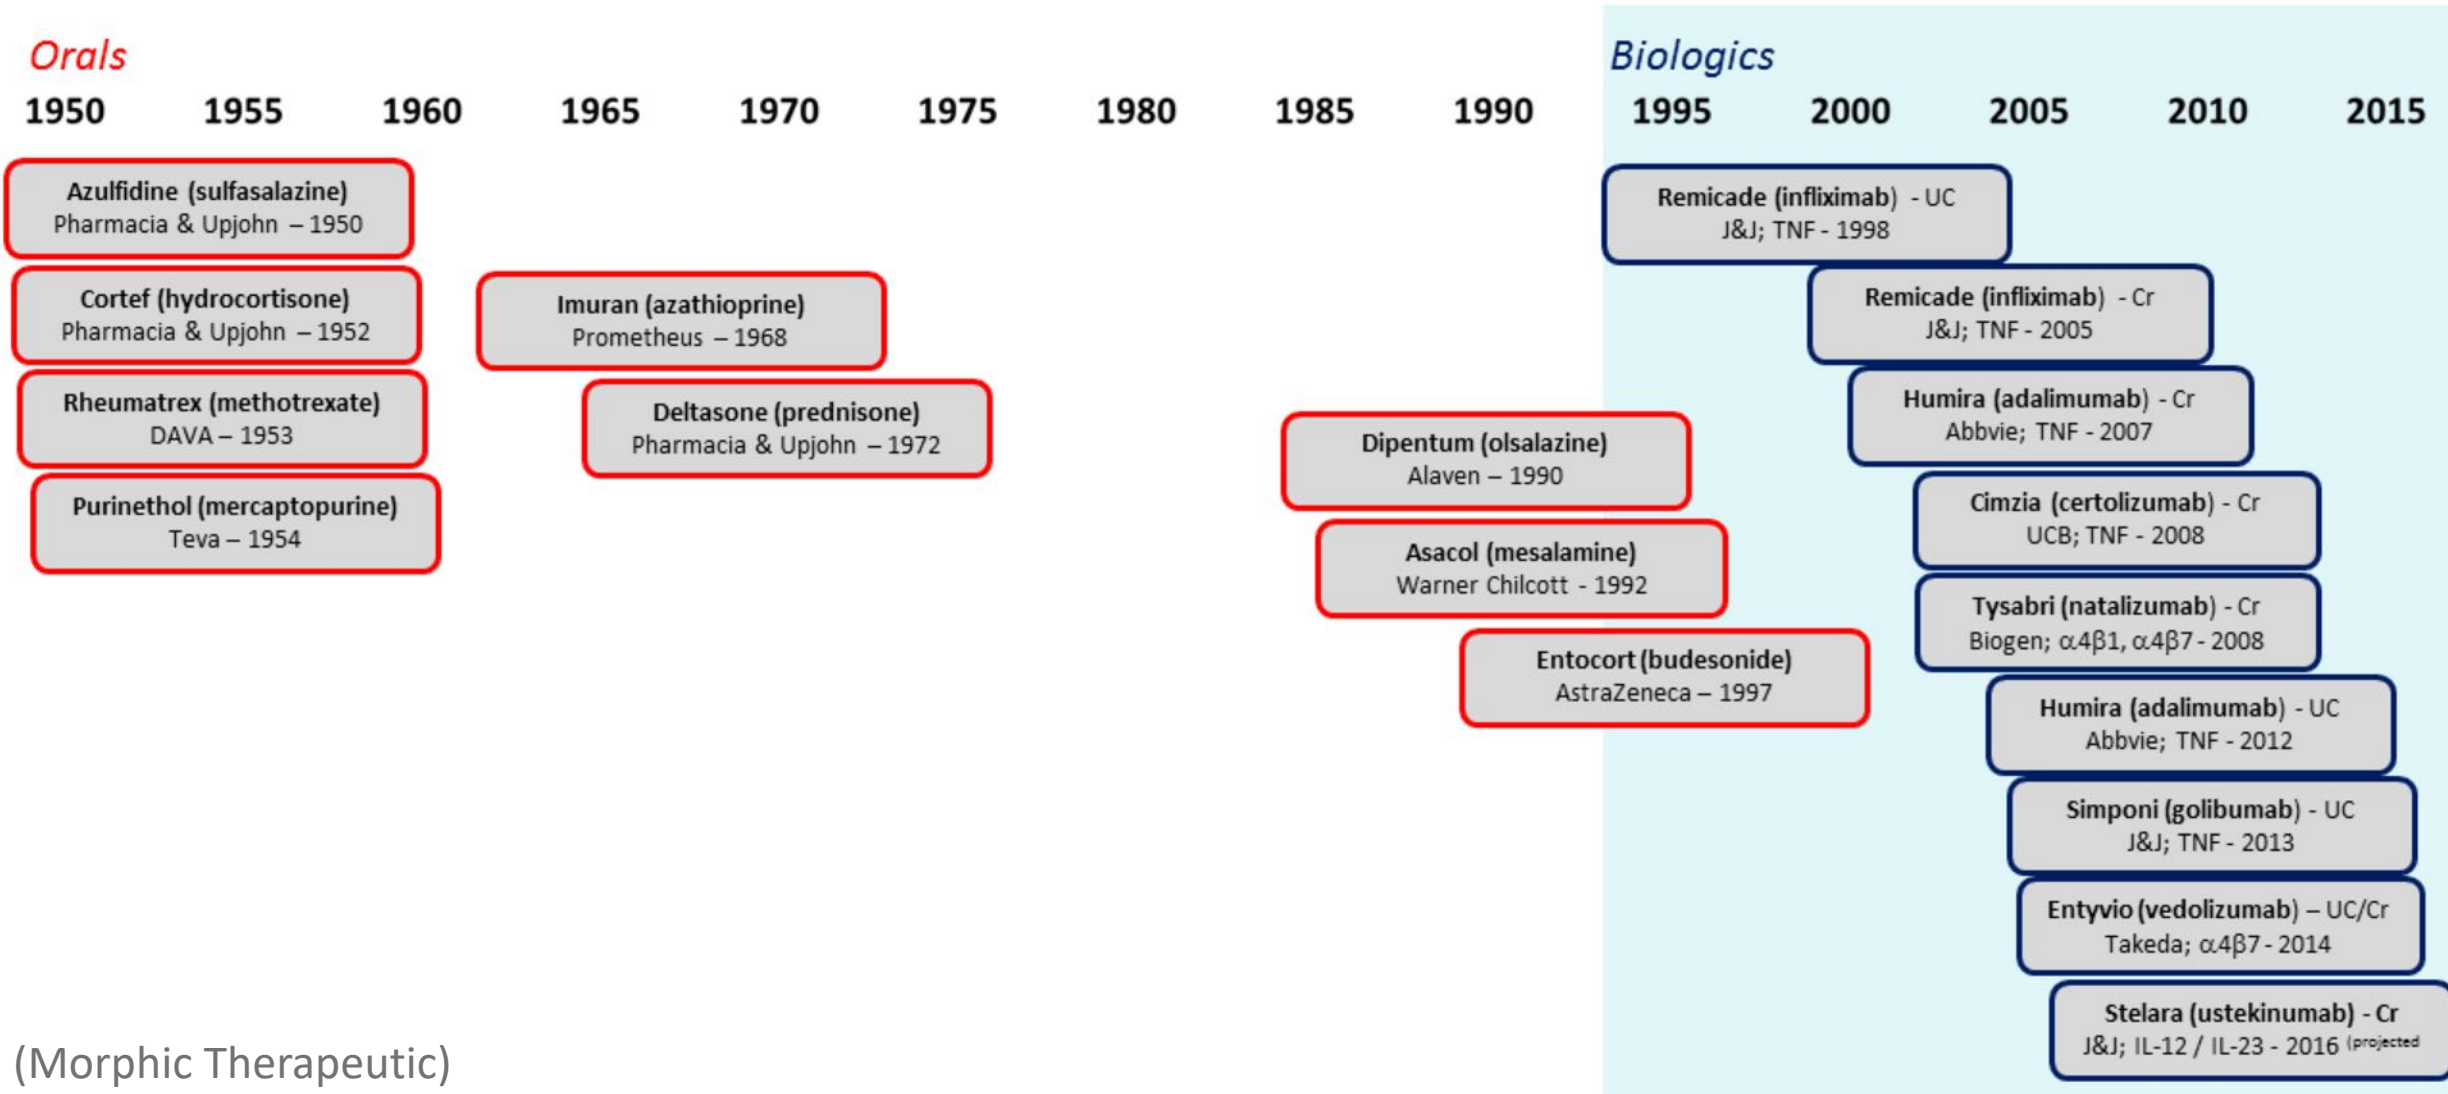 Orals
Biologics
1950 1955 1960 1965 1970 1975 1980 1985 1990 1995 2000 2005 2010 2015
Azulfidine (sulfasalazine)
Pharmacia & Upjohn – 1950
Cortef (hydrocortisone)
Pharmacia & Upjohn – 1952
Rheumatrex (methotrexate)
DAVA – 1953
Purinethol (mercaptopurine)
Teva – 1954
Imuran (azathioprine)
Prometheus – 1968
Deltasone (prednisone)
Pharmacia & Upjohn – 1972
Dipentum (olsalazine)
Alaven – 1990
Asacol (mesalamine)
Warner Chilcott - 1992
Entocort (budesonide)
AstraZeneca – 1997
Remicade (infliximab) - UC
J&J; TNF - 1998
Remicade (infliximab) - Cr
J&J; TNF - 2005
Humira (adalimumab) - Cr
Abbvie; TNF - 2007
Cimzia (certolizumab) - Cr
UCB; TNF - 2008
Tysabri (natalizumab) - Cr
Biogen; α4β1, α4β7 - 2008
Humira (adalimumab) - UC
Abbvie; TNF - 2012
Simponi (golibumab) - UC
J&J; TNF - 2013
Entyvio (vedolizumab) – UC/Cr
Takeda; α4β7 - 2014
Stelara (ustekinumab) - Cr
J&J; IL-12 / IL-23 - 2016 (projected
(Morphic Therapeutic)